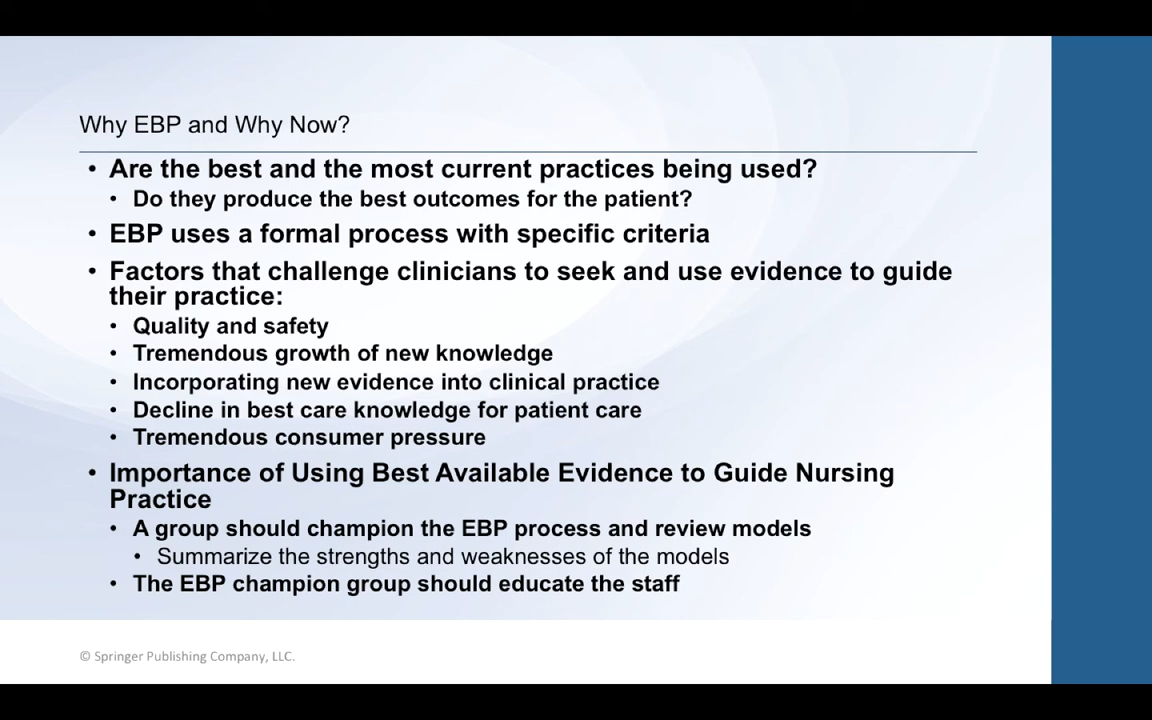 Why EBP and Why Now?
• Are the best and the most current practices being used?
• Do they produce the best outcomes for the patient?
• EBP uses a formal process with specific criteria
• Factors that challenge clinicians to seek and use evidence to guide
their practice:
• Quality and safety
• Tremendous growth of new knowledge
• Incorporating new evidence into clinical practice
• Decline in best care knowledge for patient care
• Tremendous consumer pressure
• Importance of Using Best Available Evidence to Guide Nursing
Practice
• A group should champion the EBP process and review models
• Summarize the strengths and weaknesses of the models
• The EBP champion group should educate the staff
© Springer Publishing Company, LLC.